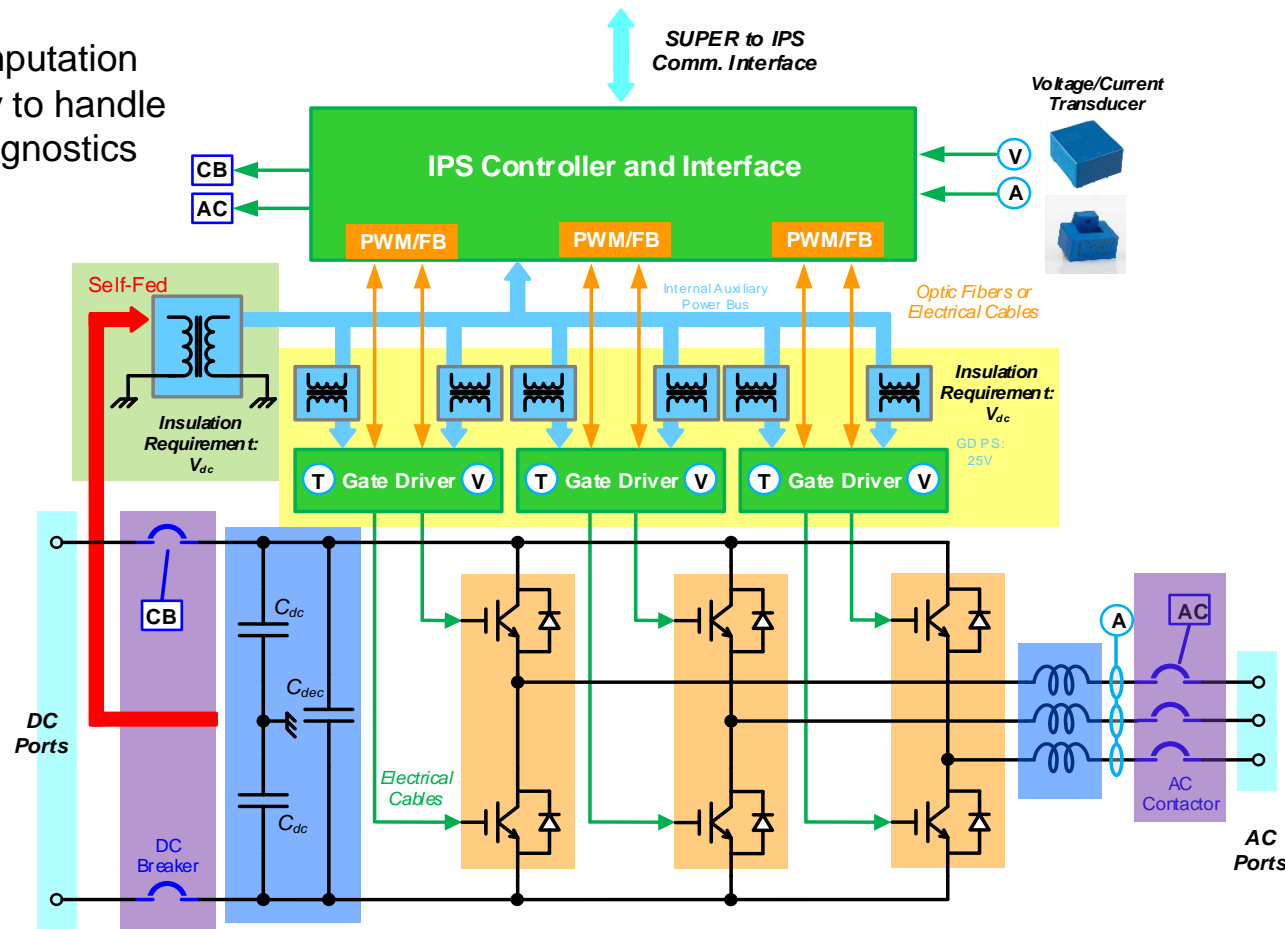 nputation
y to handle
gnostics
SUPER to IPS
Comm. Interface
Voltage/Current
Transducer
IPS Controller and Interface
CB
AC
V
A
PWM/FB
PWM/FB
PWM/FB
Self-Fed
Internal Auxiliary
Power Bus
Optic Fibers or
Electrical Cables
Insulation
Requirement:
Vdc
Insulation
Requirement:
Vdc
GD PS:
25V
T Gate Driver V
T Gate Driver V
T Gate Driver V
CB
Cdc
Cdec
Cdc
DC
Ports
DC
Breaker
Electrical
Cables
A
AC
AC
Contactor
AC
Ports